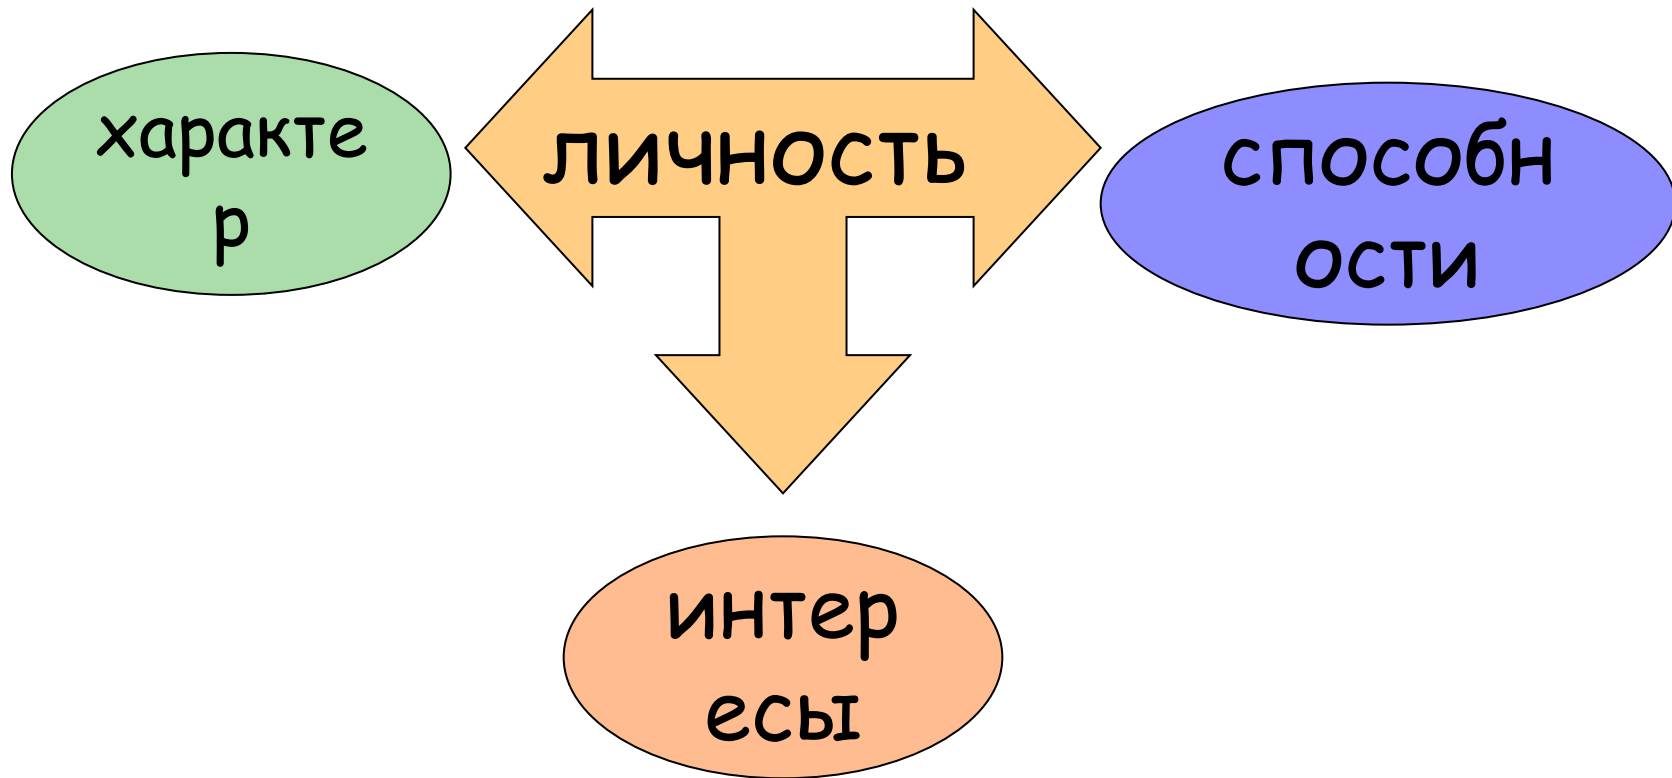 характе
р
личность
способн
ости
интер
есы